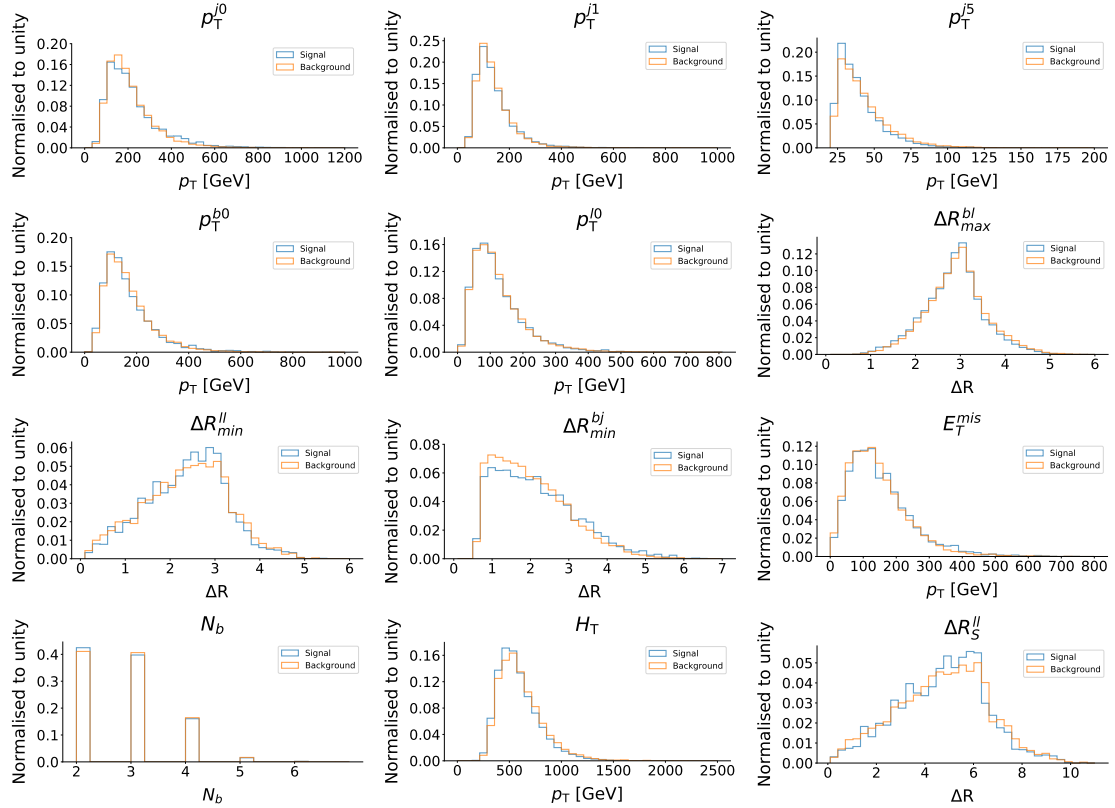 p_T^{j0}
Normalised to unity
0.20
0.16
0.12
0.08
0.04
0.00
Signal
Background
0 200 400 600 800 1000 1200
p_T [GeV]
p_T^{j1}
Normalised to unity
0.25
0.20
0.15
0.10
0.05
0.00
Signal
Background
0 200 400 600 800 1000
p_T [GeV]
p_T^{j5}
Normalised to unity
0.20
0.15
0.10
0.05
0.00
Signal
Background
25 50 75 100 125 150 175 200
p_T [GeV]
p_T^{b0}
Normalised to unity
0.20
0.15
0.10
0.05
0.00
Signal
Background
0 200 400 600 800 1000
p_T [GeV]
p_T^{l0}
Normalised to unity
0.16
0.12
0.08
0.04
0.00
Signal
Background
0 100 200 300 400 500 600 700 800
p_T [GeV]
ΔR_{max}^{bl}
Normalised to unity
0.12
0.10
0.08
0.06
0.04
0.02
0.00
Signal
Background
0 1 2 3 4 5 6
ΔR
ΔR_{min}^{ll}
Normalised to unity
0.06
0.05
0.04
0.03
0.02
0.01
0.00
Signal
Background
0 1 2 3 4 5 6
ΔR
ΔR_{min}^{bj}
Normalised to unity
0.08
0.06
0.04
0.02
0.00
Signal
Background
0 1 2 3 4 5 6 7
ΔR
E_T^{mis}
Normalised to unity
0.12
0.10
0.08
0.06
0.04
0.02
0.00
Signal
Background
0 100 200 300 400 500 600 700 800
p_T [GeV]
N_b
Normalised to unity
0.4
0.3
0.2
0.1
0.0
Signal
Background
2 3 4 5 6
N_b
H_T
Normalised to unity
0.16
0.12
0.08
0.04
0.00
Signal
Background
0 500 1000 1500 2000 2500
p_T [GeV]
ΔR_S^{ll}
Normalised to unity
0.05
0.04
0.03
0.02
0.01
0.00
Signal
Background
0 2 4 6 8 10
ΔR